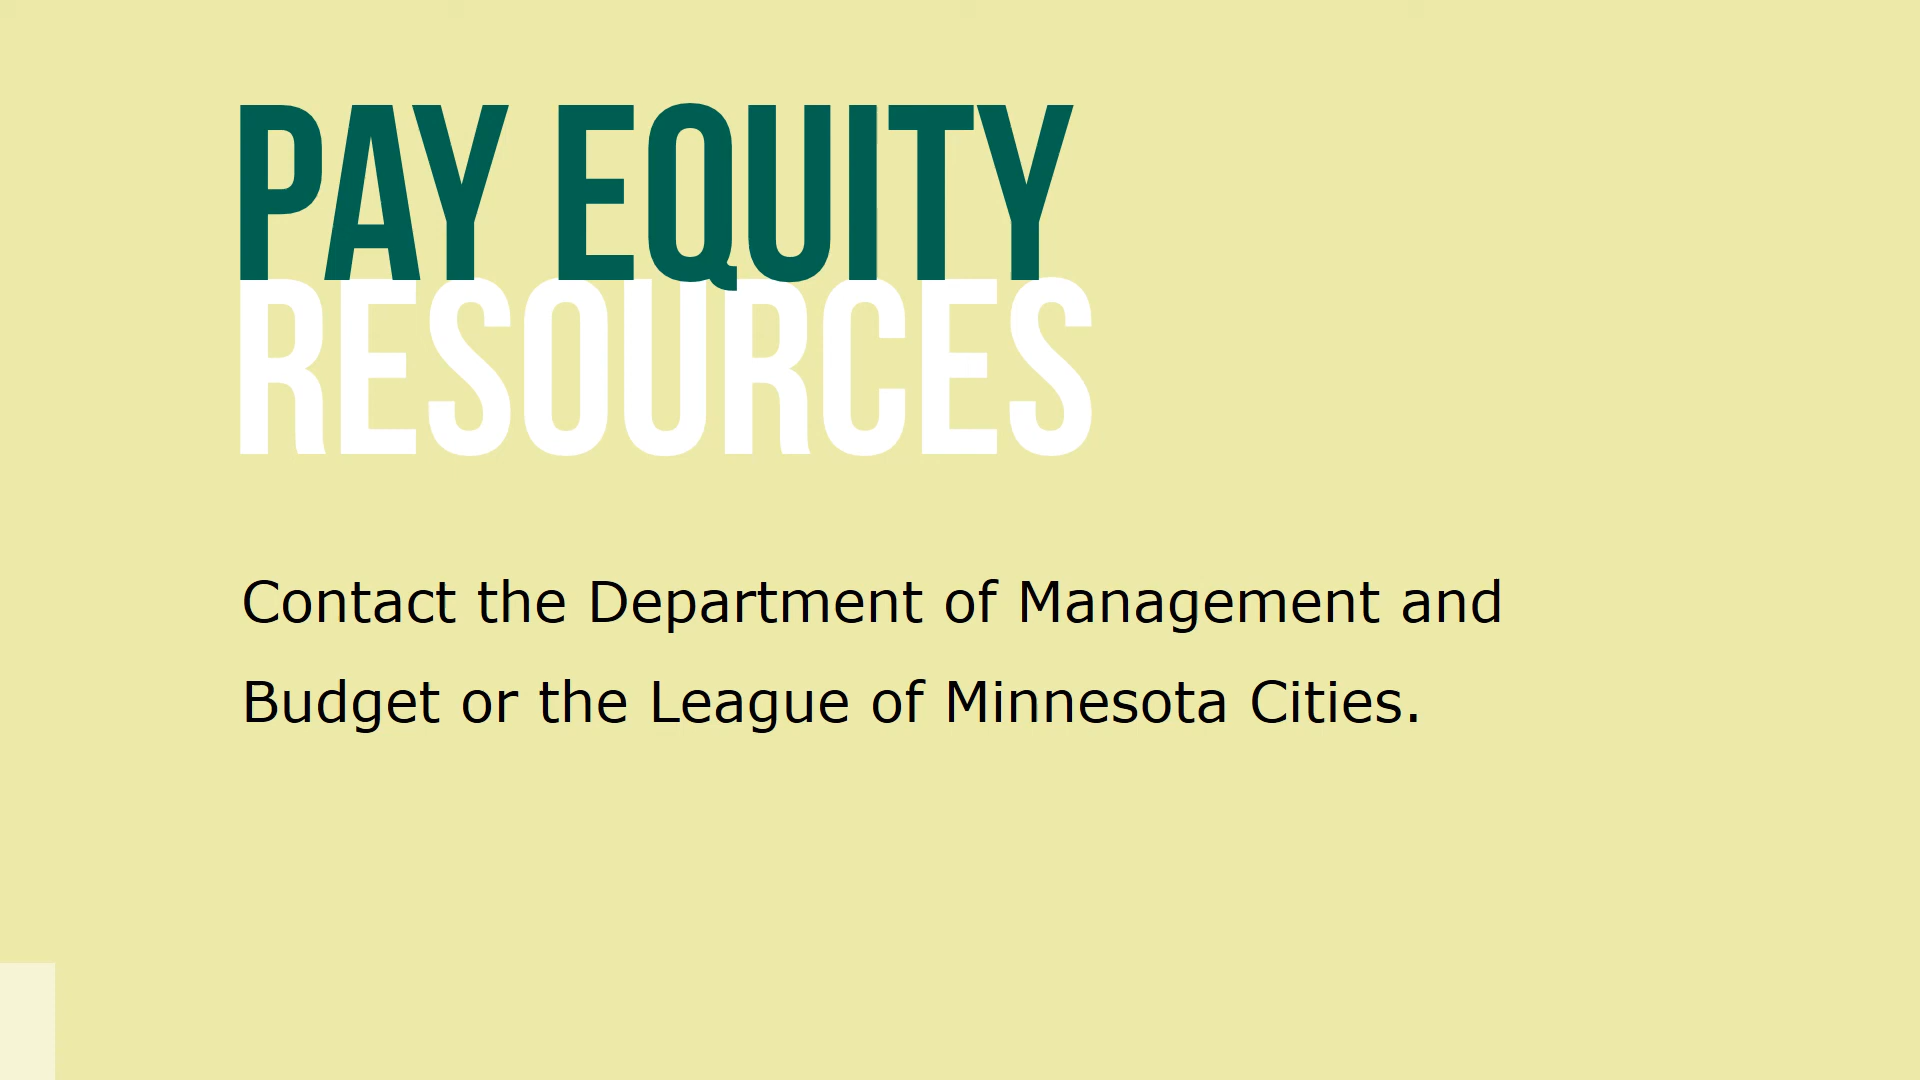 PAY EQUITY
RESOURCES
Contact the Department of Management and
Budget or the League of Minnesota Cities.